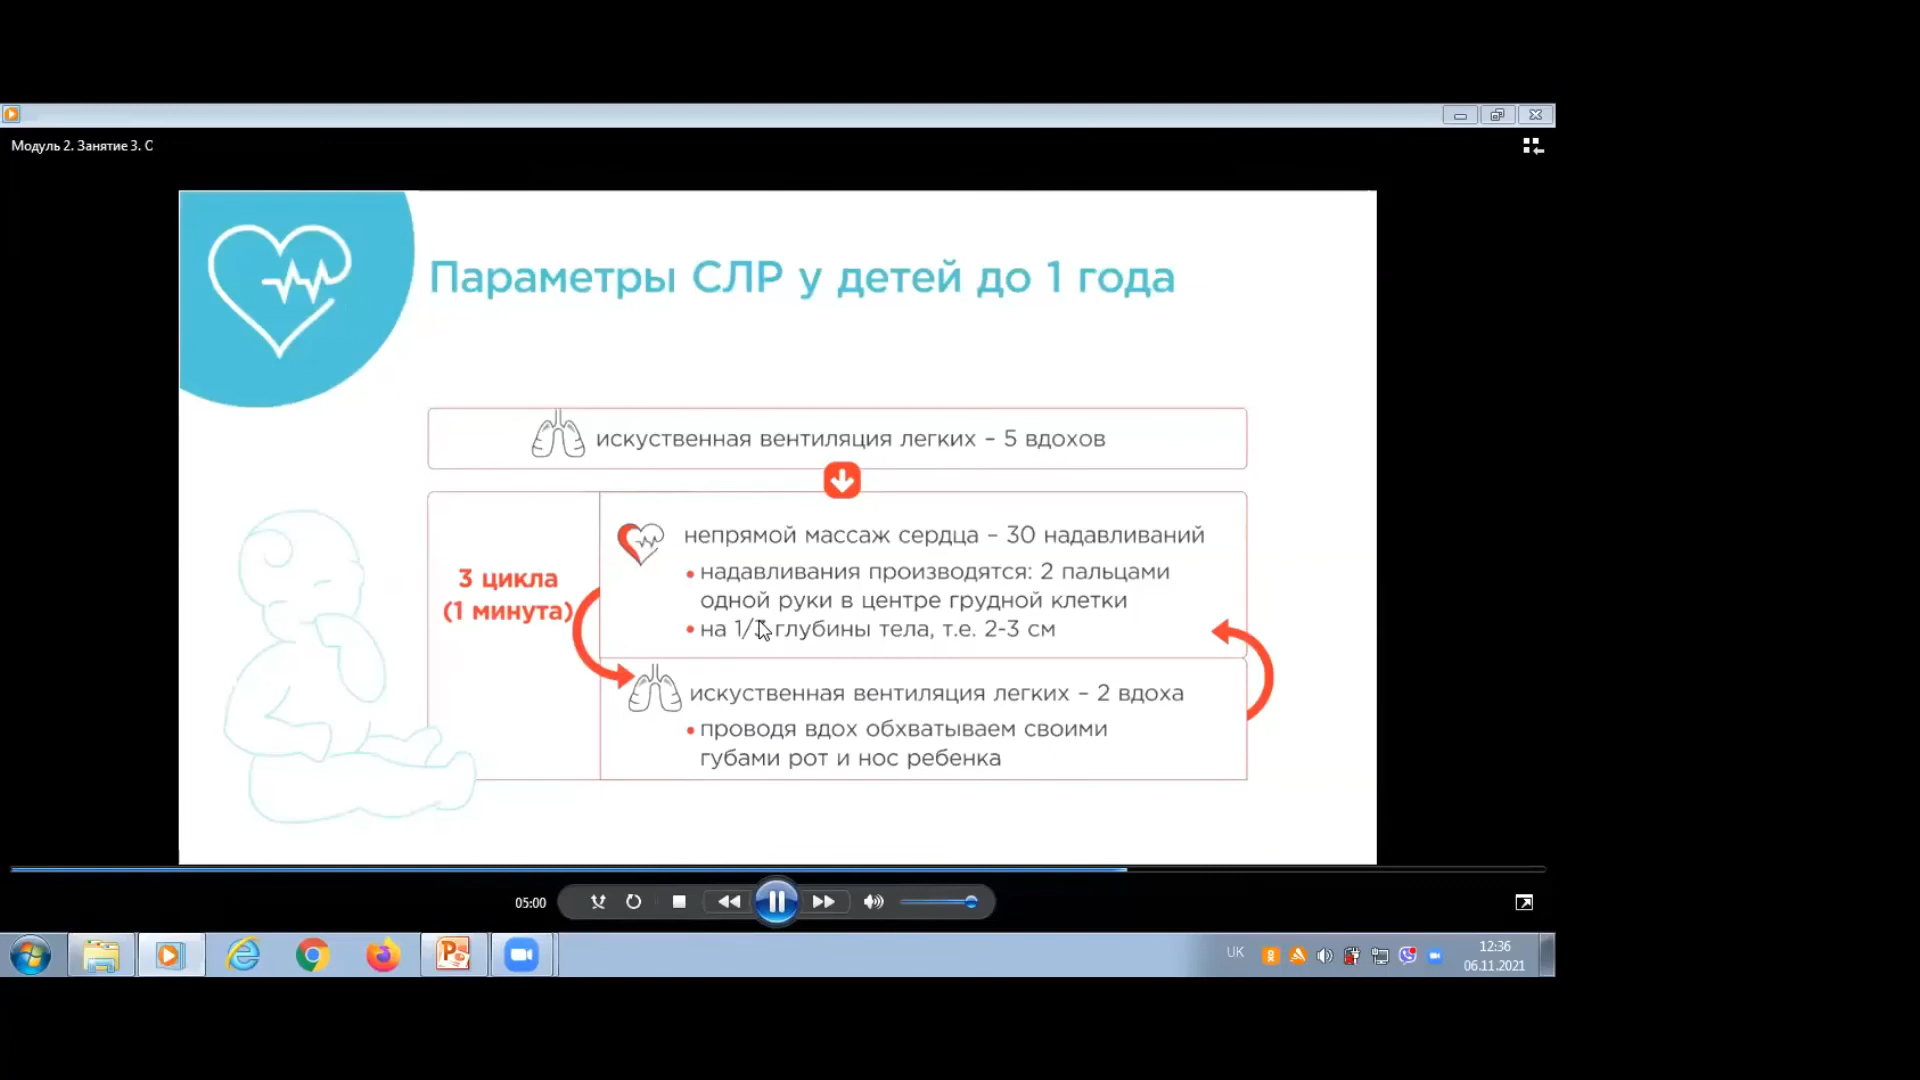 Модуль 2. Занятие 3. С
Параметры СЛР у детей до 1 года
искуственная вентиляция легких – 5 вдохов
3 цикла
(1 минута)
непрямой массаж сердца – 30 надавливаний
• надавливания производятся: 2 пальцами
одной руки в центре грудной клетки
• на глубины тела, т.е. 2-3 см
искуственная вентиляция легких – 2 вдоха
• проводя вдох обхватываем своими
губами рот и нос ребенка
05:00
UK
12:36
06.11.2021